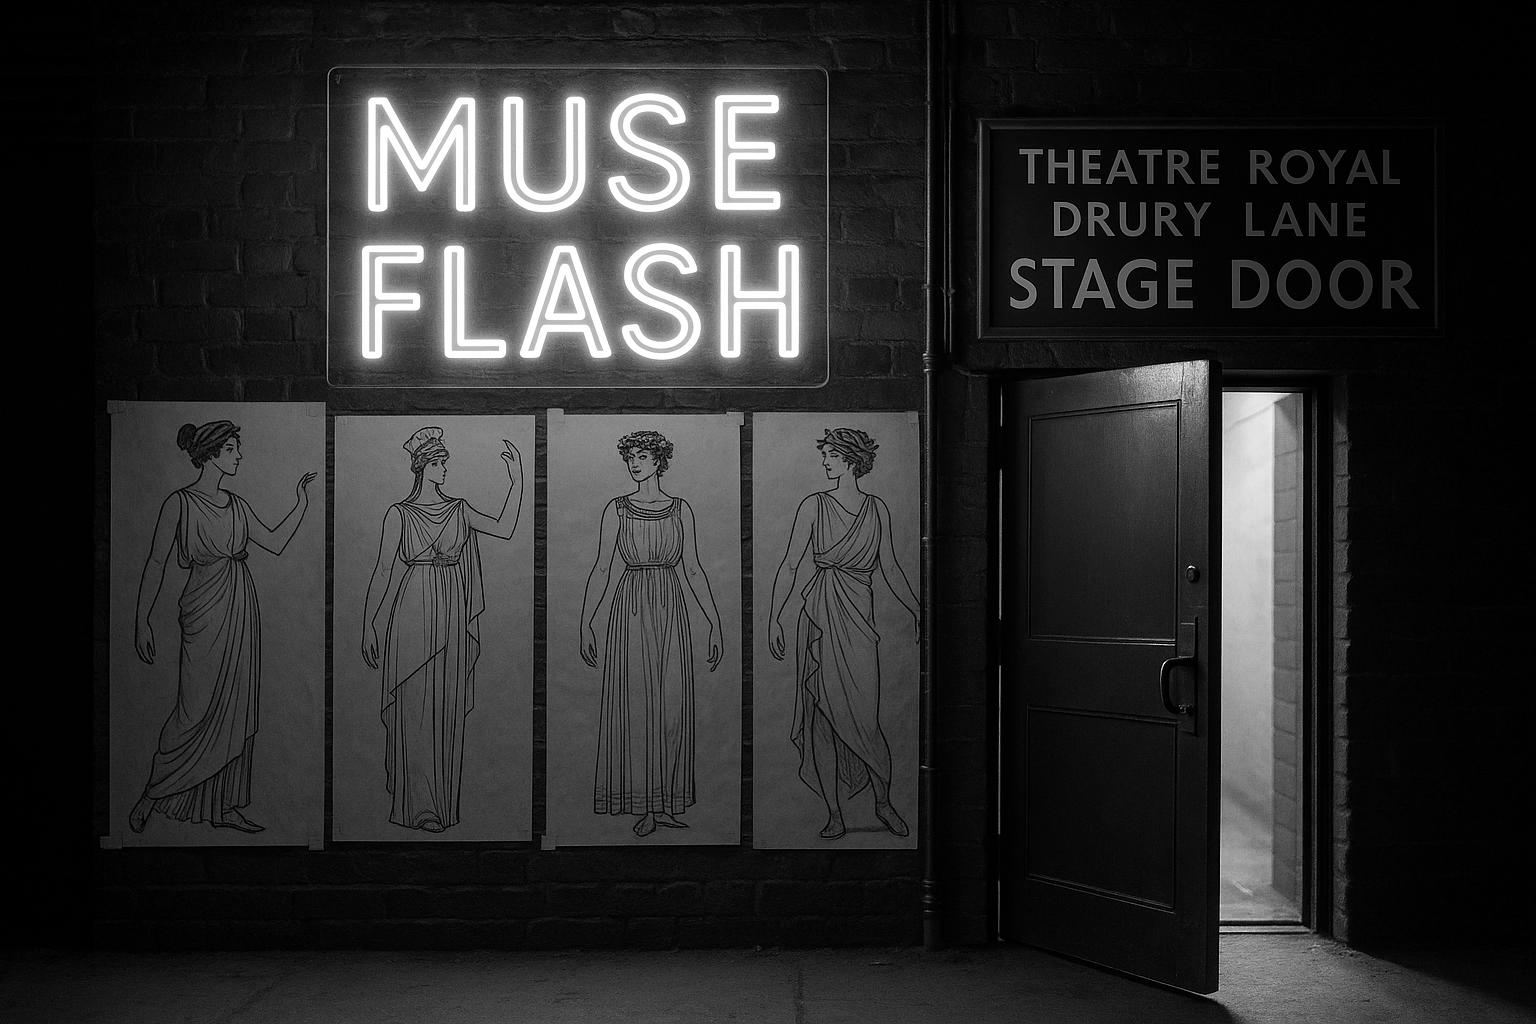 MUSE
FLASH
THEATRE ROYAL
DRURY LANE
STAGE DOOR